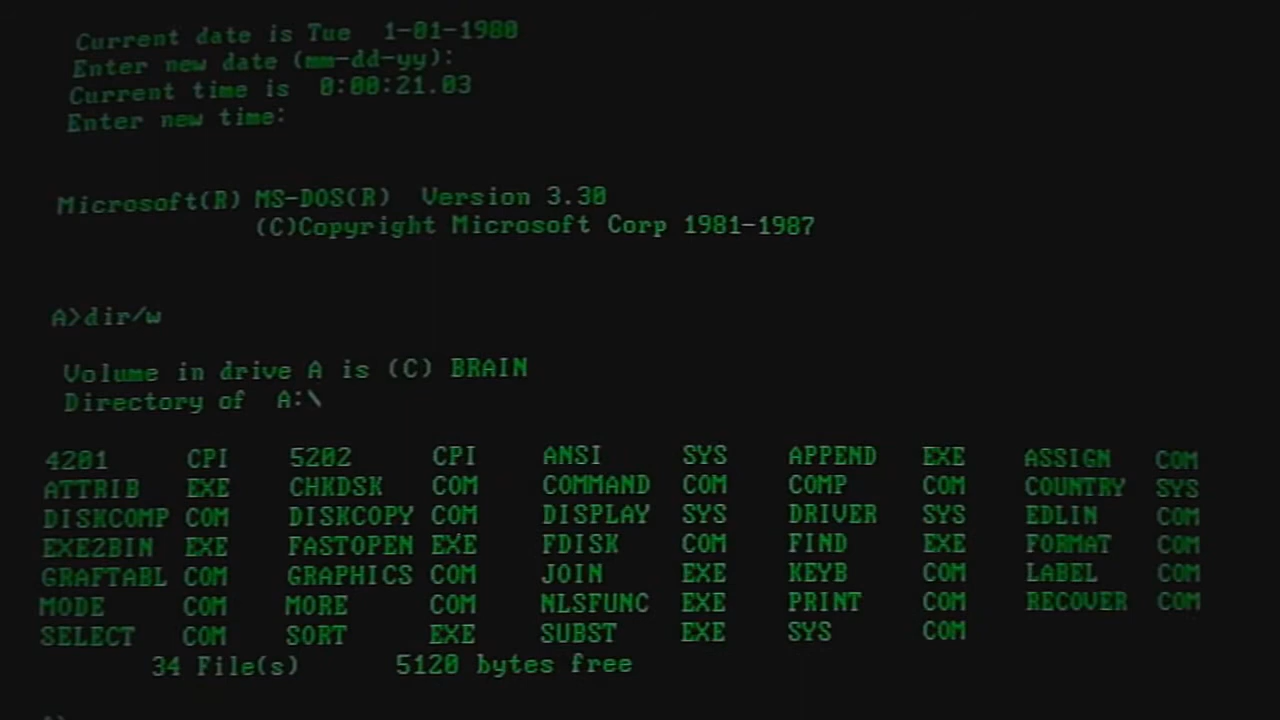 Current date is Tue  1-01-1980
Enter new date (mm-dd-yy):
Current time is  0:00:21.03
Enter new time:
Microsoft(R) MS-DOS(R)  Version 3.30
(C)Copyright Microsoft Corp 1981-1987
A>dir/w
Volume in drive A is (C) BRAIN
Directory of  A:\
4201 CPI 5202 CPI ANSI SYS APPEND EXE ASSIGN COM
ATTRIB EXE CHKDSK COM COMMAND COM COMP COM COUNTRY SYS
DISKCOMP COM DISKCOPY COM DISPLAY SYS DRIVER SYS EDLIN COM
EXE2BIN EXE FASTOPEN EXE FDISK COM FIND EXE FORMAT COM
GRAFTABL COM GRAPHICS COM JOIN EXE KEYB COM LABEL COM
MODE COM MORE COM NLSFUNC EXE PRINT COM RECOVER COM
SELECT COM SORT EXE SUBST EXE SYS COM
34 File(s) 5120 bytes free